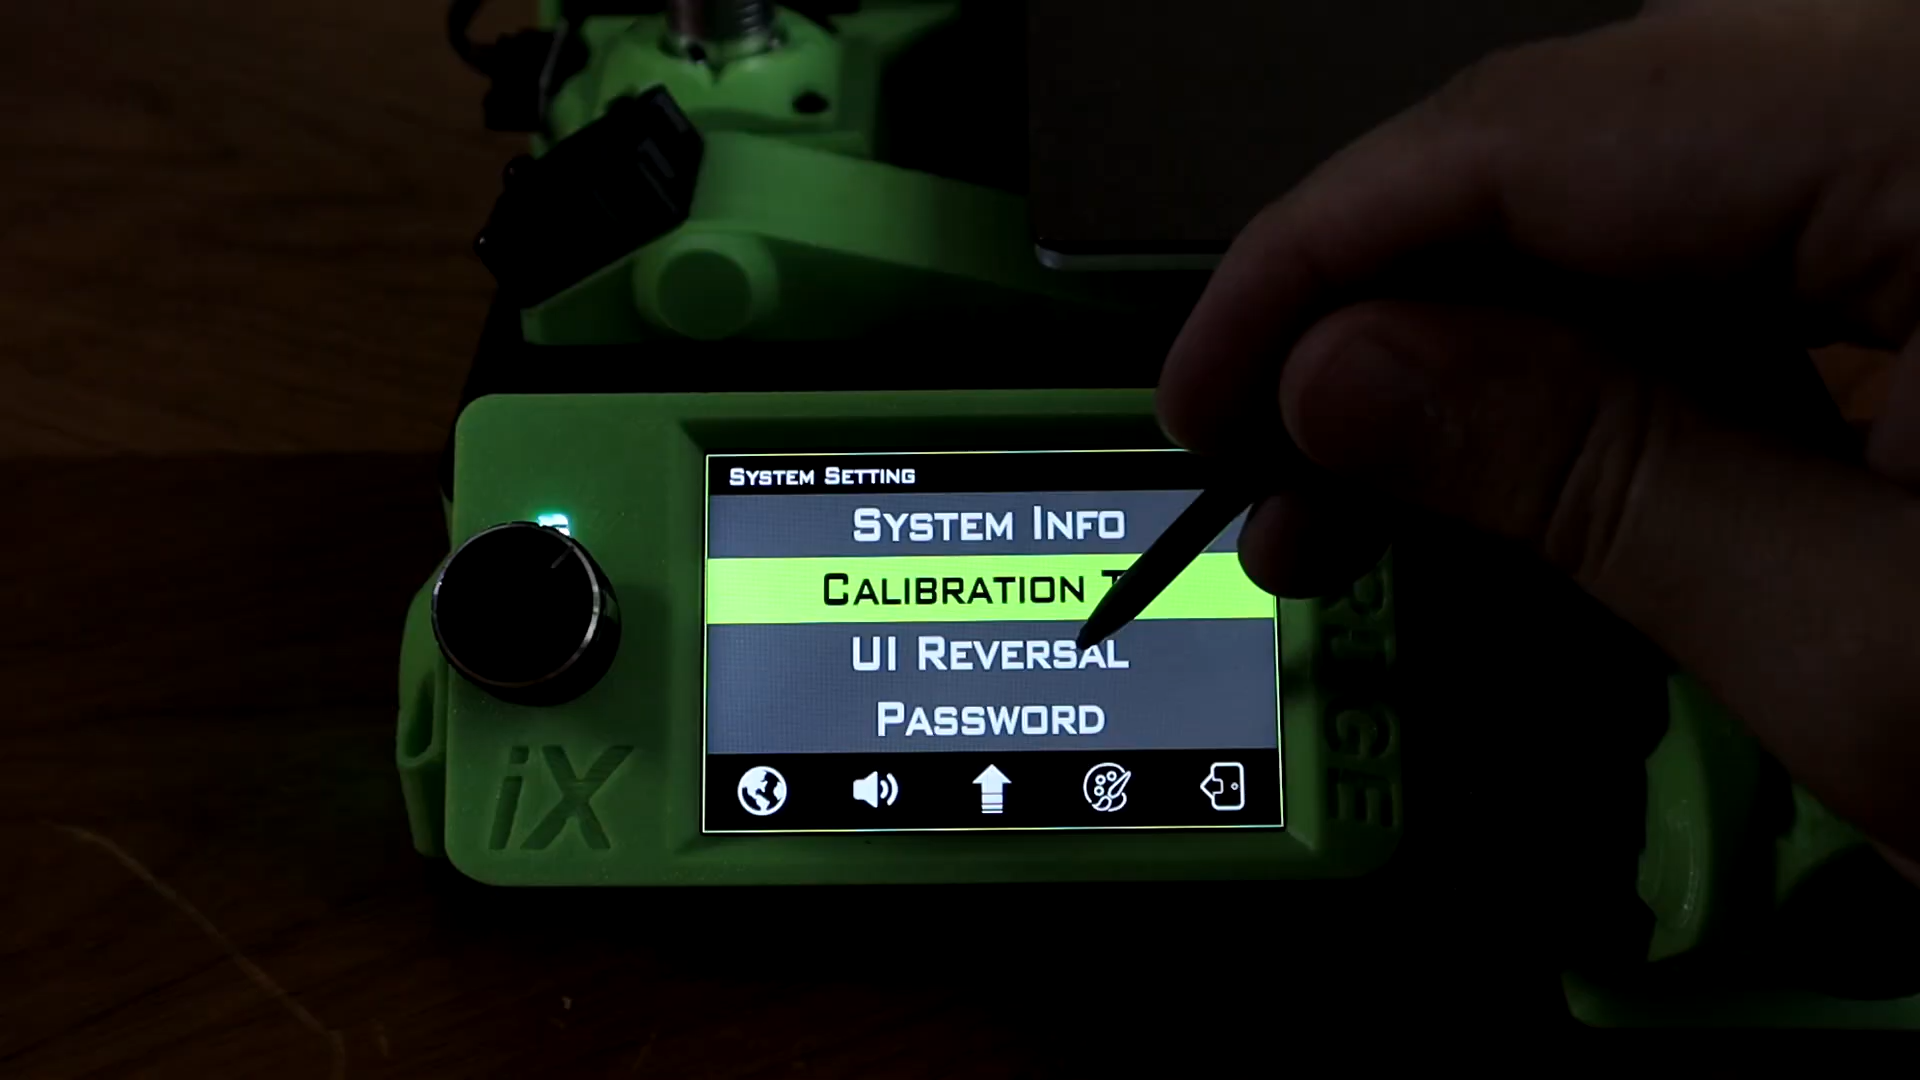 System Setting
System Info
Calibration
UI Reversal
Password
iX